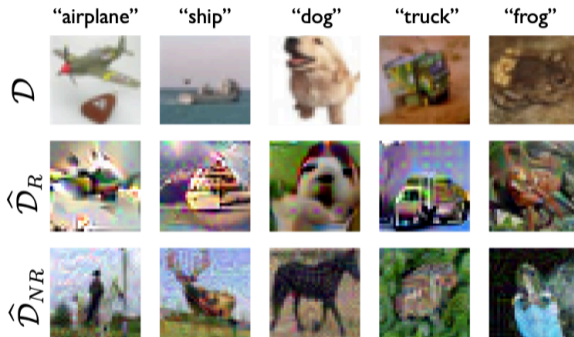 “airplane” “ship” “dog” “truck” “frog”
𝒟
𝒟̂_R
𝒟̂_NR